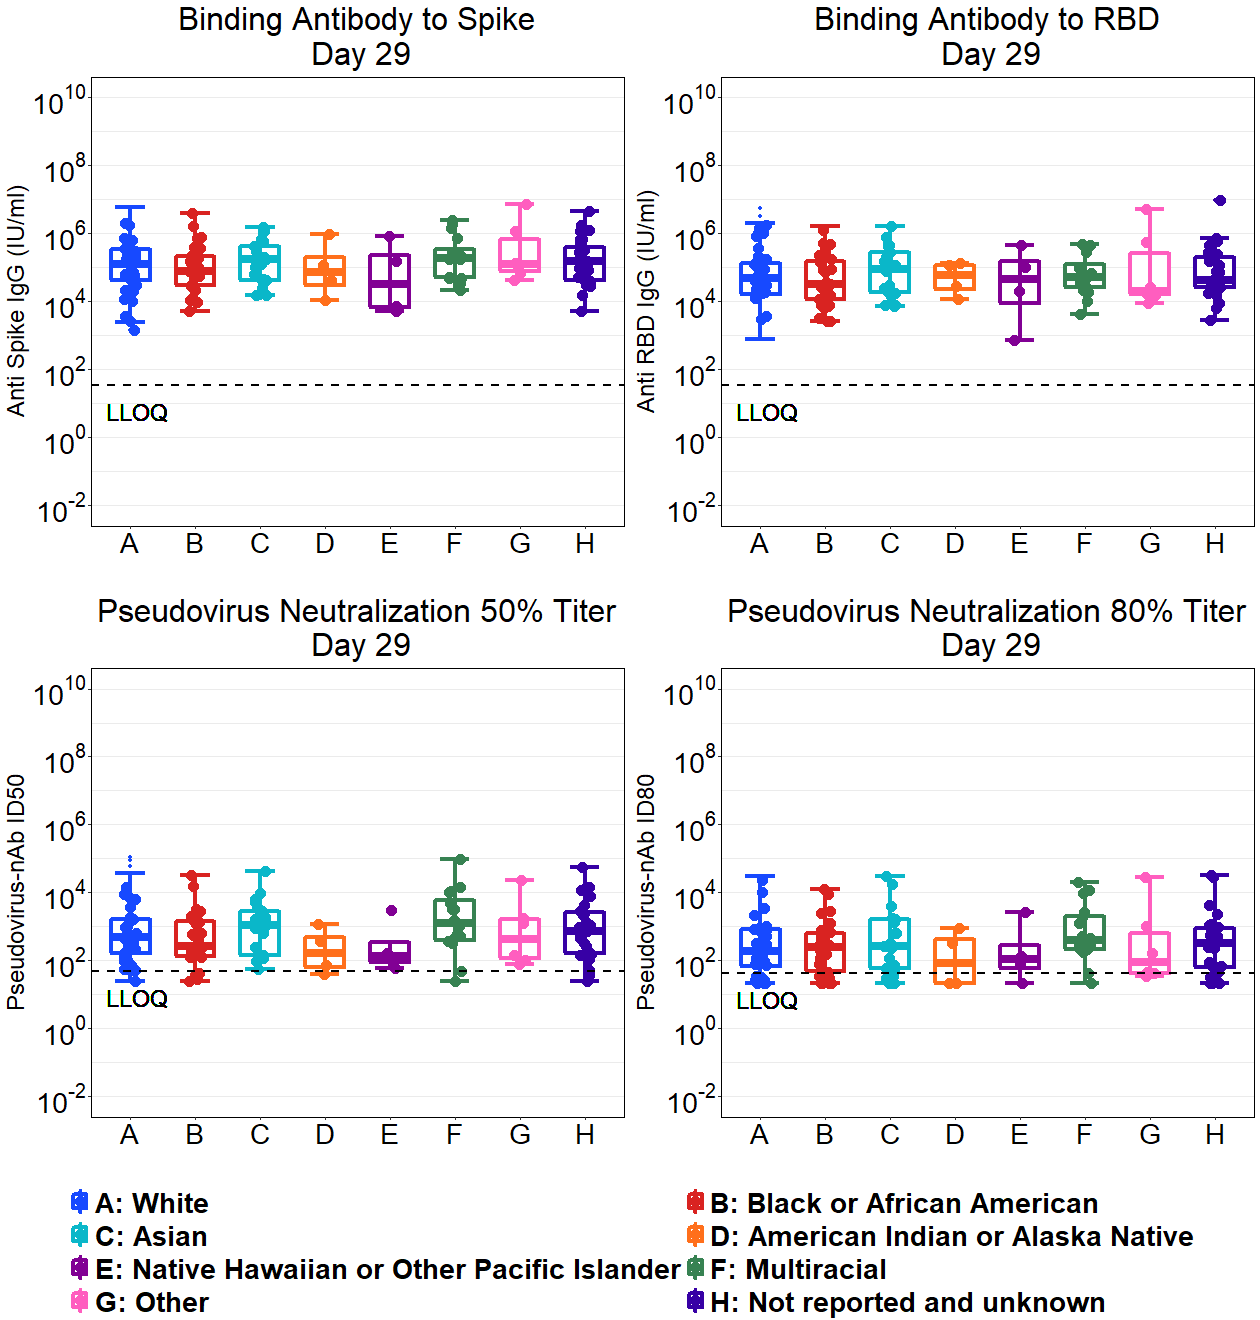 Binding Antibody to Spike
Day 29
Anti Spike IgG (IU/ml)
10^10
10^8
10^6
10^4
10^2
10^0
10^-2
LLOQ
A B C D E F G H
Binding Antibody to RBD
Day 29
Anti RBD IgG (IU/ml)
10^10
10^8
10^6
10^4
10^2
10^0
10^-2
LLOQ
A B C D E F G H
Pseudovirus Neutralization 50% Titer
Day 29
Pseudovirus-nAb ID50
10^10
10^8
10^6
10^4
10^2
10^0
10^-2
LLOQ
A B C D E F G H
Pseudovirus Neutralization 80% Titer
Day 29
Pseudovirus-nAb ID80
10^10
10^8
10^6
10^4
10^2
10^0
10^-2
LLOQ
A B C D E F G H
A: White
B: Black or African American
C: Asian
D: American Indian or Alaska Native
E: Native Hawaiian or Other Pacific Islander
F: Multiracial
G: Other
H: Not reported and unknown